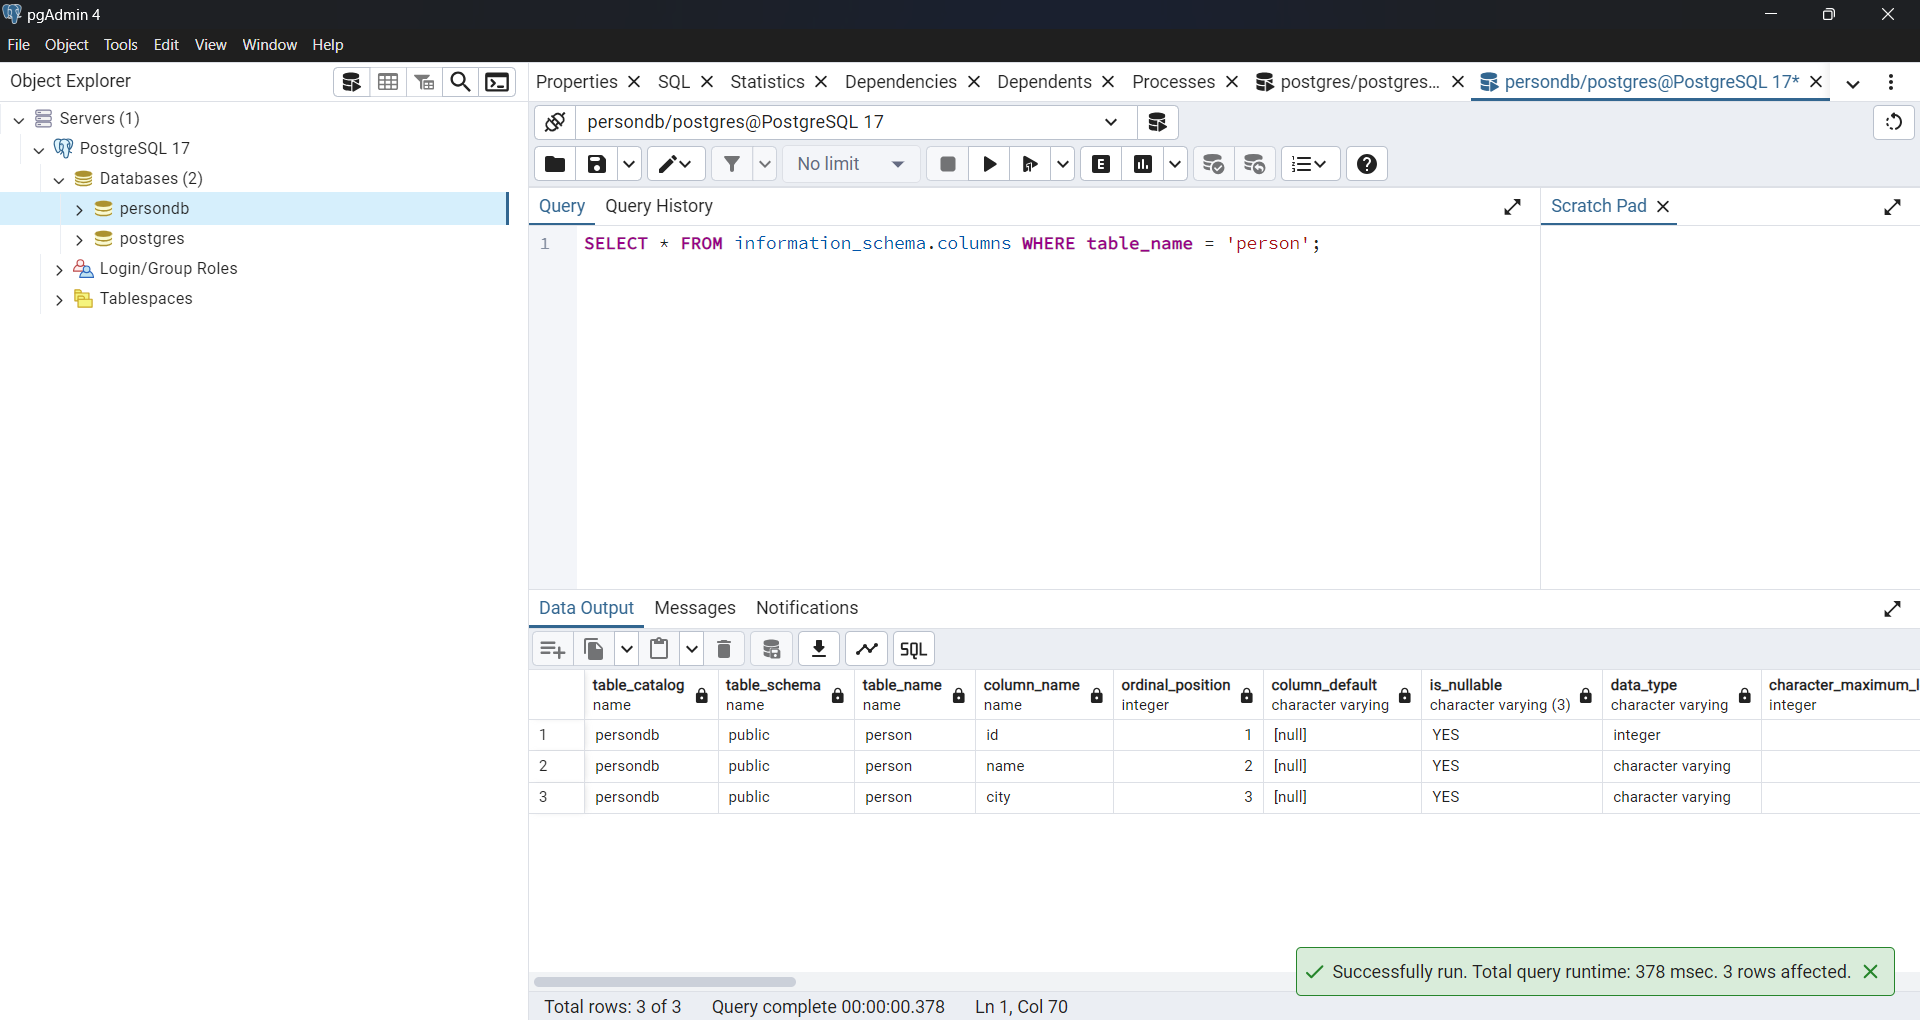 pgAdmin 4
File Object Tools Edit View Window Help
Object Explorer
Servers (1)
PostgreSQL 17
Databases (2)
persondb
postgres
Login/Group Roles
Tablespaces
Properties SQL Statistics Dependencies Dependents Processes postgres/postgres... persondb/postgres@PostgreSQL 17*
persondb/postgres@PostgreSQL 17
No limit E
Query Query History
Scratch Pad
1 SELECT * FROM information_schema.columns WHERE table_name = 'person';
Data Output Messages Notifications
SQL
table_catalog table_schema table_name column_name ordinal_position column_default is_nullable data_type character_maximum_l
name name name name integer character varying character varying (3) character varying integer
1 persondb public person id 1 [null] YES integer
2 persondb public person name 2 [null] YES character varying
3 persondb public person city 3 [null] YES character varying
Successfully run. Total query runtime: 378 msec. 3 rows affected.
Total rows: 3 of 3 Query complete 00:00:00.378 Ln 1, Col 70